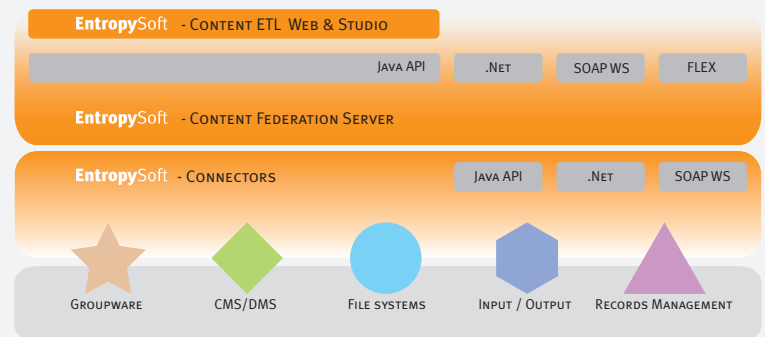 EntropySoft - Content ETL Web & Studio
Java API .Net SOAP WS FLEX
EntropySoft - Content Federation Server
EntropySoft - Connectors Java API .Net SOAP WS
Groupware CMS/DMS File systems Input / Output Records Management